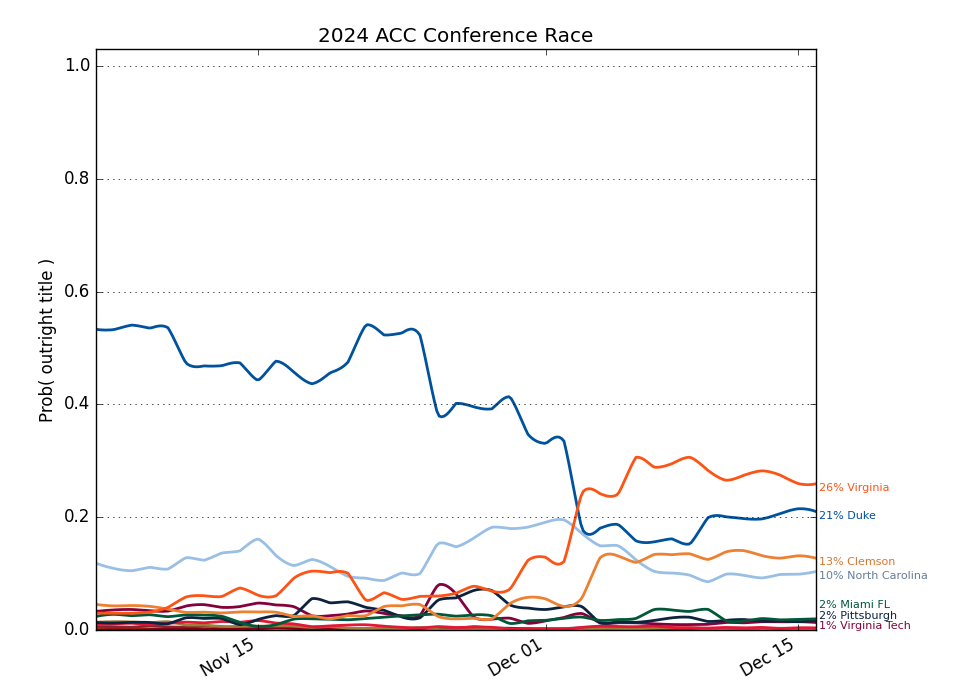 2024 ACC Conference Race
Prob( outright title )
1.0
0.8
0.6
0.4
0.2
0.0
26% Virginia
21% Duke
13% Clemson
10% North Carolina
2% Miami FL
2% Pittsburgh
1% Virginia Tech
Nov 15
Dec 01
Dec 15